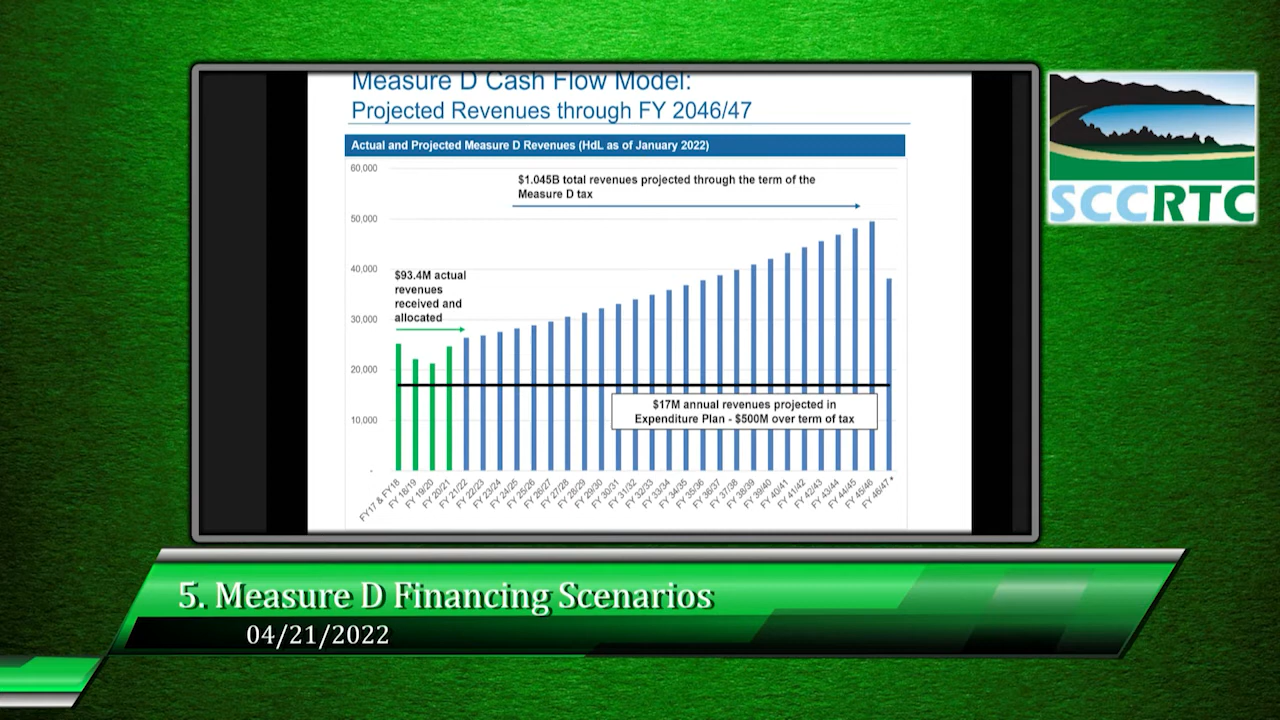 Measure D Cash Flow Model:
Projected Revenues through FY 2046/47
Actual and Projected Measure D Revenues (HdL as of January 2022)
60,000
50,000
40,000
30,000
20,000
10,000
-
$1.045B total revenues projected through the term of the
Measure D tax
$93.4M actual
revenues
received and
allocated
$17M annual revenues projected in
Expenditure Plan - $500M over term of tax
FY17 & FY18
FY 18/19
FY 19/20
FY 20/21
FY 21/22
FY 22/23
FY 23/24
FY 24/25
FY 25/26
FY 26/27
FY 27/28
FY 28/29
FY 29/30
FY 30/31
FY 31/32
FY 32/33
FY 33/34
FY 34/35
FY 35/36
FY 36/37
FY 37/38
FY 38/39
FY 39/40
FY 40/41
FY 41/42
FY 42/43
FY 43/44
FY 44/45
FY 45/46
FY 46/47 *
SCCRTC
5. Measure D Financing Scenarios
04/21/2022